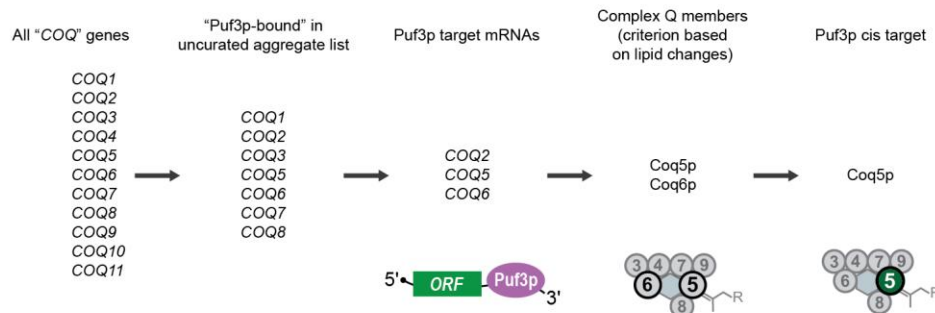 All "COQ" genes
"Puf3p-bound" in
uncurated aggregate list
Puf3p target mRNAs
Complex Q members
(criterion based
on lipid changes)
Puf3p cis target
COQ1
COQ2
COQ3
COQ4
COQ5
COQ6
COQ7
COQ8
COQ9
COQ10
COQ11
COQ1
COQ2
COQ3
COQ5
COQ6
COQ7
COQ8
COQ2
COQ5
COQ6
Coq5p
Coq6p
Coq5p
5' ORF Puf3p 3'
3 4 7 9
6 5 R
8
3 4 7 9
6 5 R
8